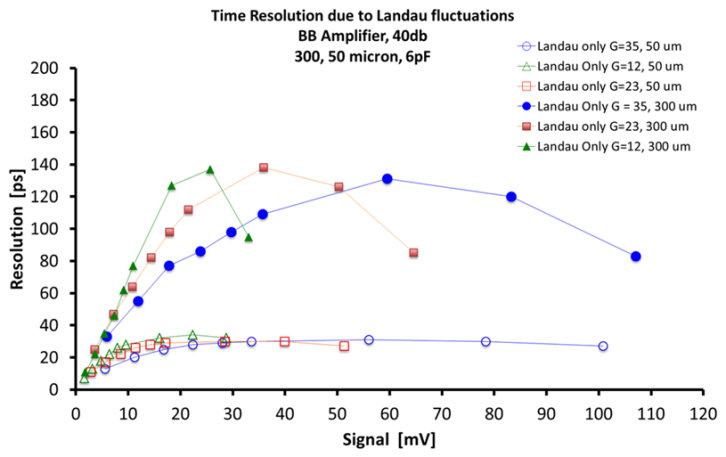 Time Resolution due to Landau fluctuations
BB Amplifier, 40db
300, 50 micron, 6pF
Landau only G=35, 50 um
Landau only G=12, 50 um
Landau only G=23, 50 um
Landau Only G = 35, 300 um
Landau only G=23, 300 um
Landau Only G=12, 300 um
Resolution [ps]
200
180
160
140
120
100
80
60
40
20
0
0 10 20 30 40 50 60 70 80 90 100 110 120
Signal [mV]